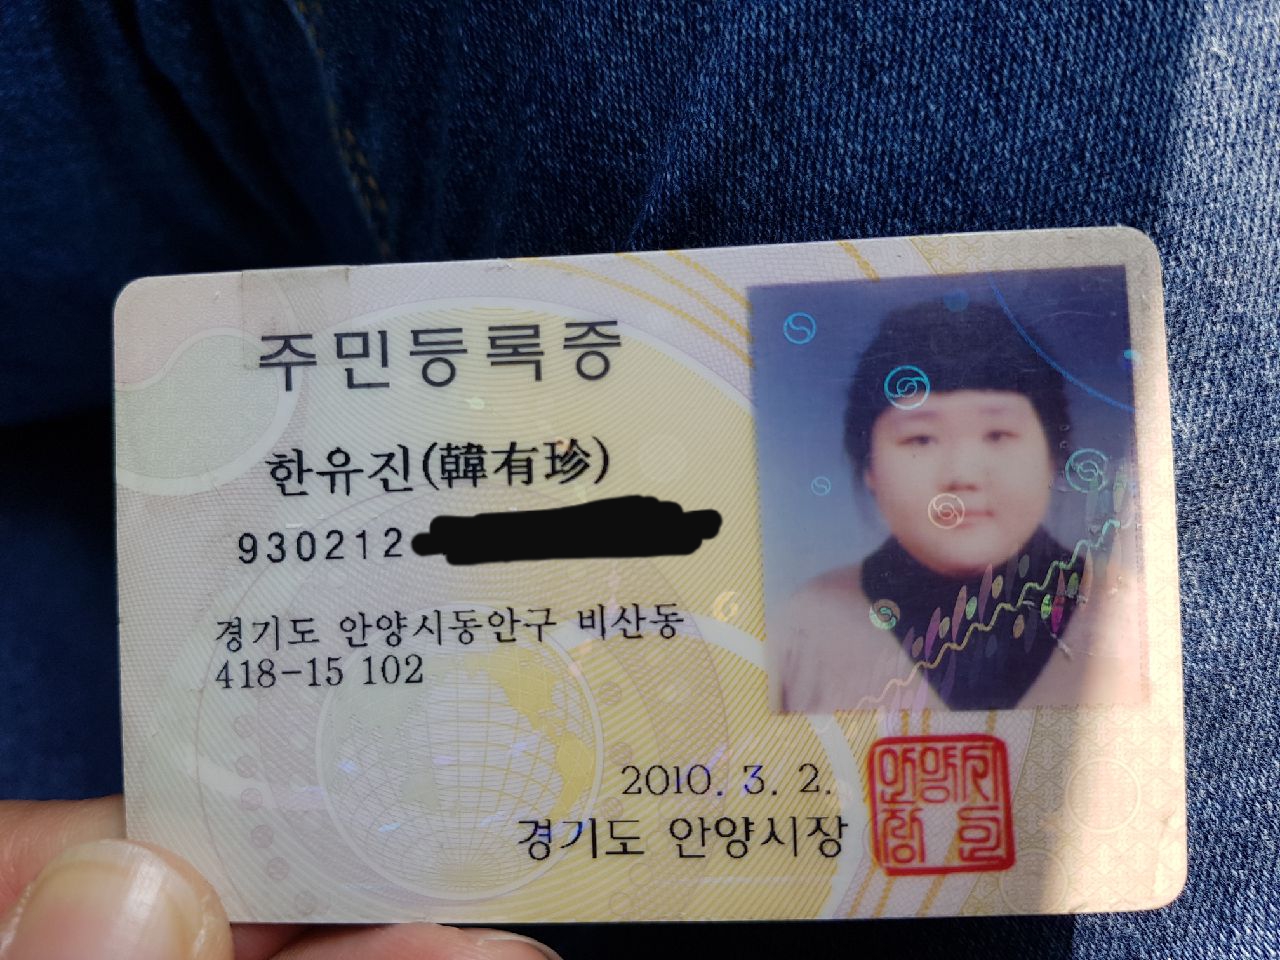 주민등록증
한유진(韓有珍)
930212
경기도 안양시동안구 비산동
418-15 102
2010. 3. 2.
경기도 안양시장